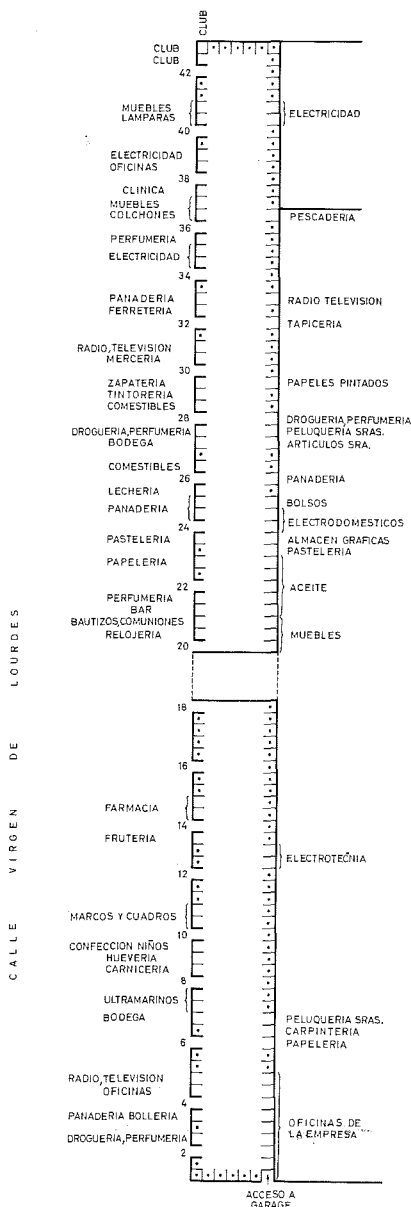 CLUB
CLUB
CLUB
42
MUEBLES
LAMPARAS
ELECTRICIDAD
40
ELECTRICIDAD
OFICINAS
38
CLINICA
MUEBLES
COLCHONES
PESCADERIA
36
PERFUMERIA
ELECTRICIDAD
34
PANADERIA
FERRETERIA
RADIO TELEVISION
32
TAPICERIA
RADIO, TELEVISION
MERCERIA
30
ZAPATERIA
TINTORERIA
COMESTIBLES
PAPELES PINTADOS
28
DROGUERIA, PERFUMERIA
BODEGA
DROGUERIA, PERFUMERIA
PELUQUERIA SRAS.
ARTICULOS SRA.
COMESTIBLES
26
PANADERIA
LECHERIA
PANADERIA
BOLSOS
24
ELECTRODOMESTICOS
PASTELERIA
ALMACEN GRAFICAS
PASTELERIA
PAPELERIA
22
ACEITE
PERFUMERIA
BAR
BAUTIZOS, COMUNIONES
RELOJERIA
20
MUEBLES
CALLE VIRGEN DE LOURDES
18
16
FARMACIA
14
FRUTERIA
ELECTROTECNIA
12
MARCOS Y CUADROS
10
CONFECCION NIÑOS
HUEVERIA
CARNICERIA
8
ULTRAMARINOS
BODEGA
PELUQUERIA SRAS.
CARPINTERIA
PAPELERIA
6
RADIO, TELEVISION
OFICINAS
4
PANADERIA BOLLERIA
DROGUERIA, PERFUMERIA
OFICINAS DE
LA EMPRESA
2
ACCESO A
GARAGE